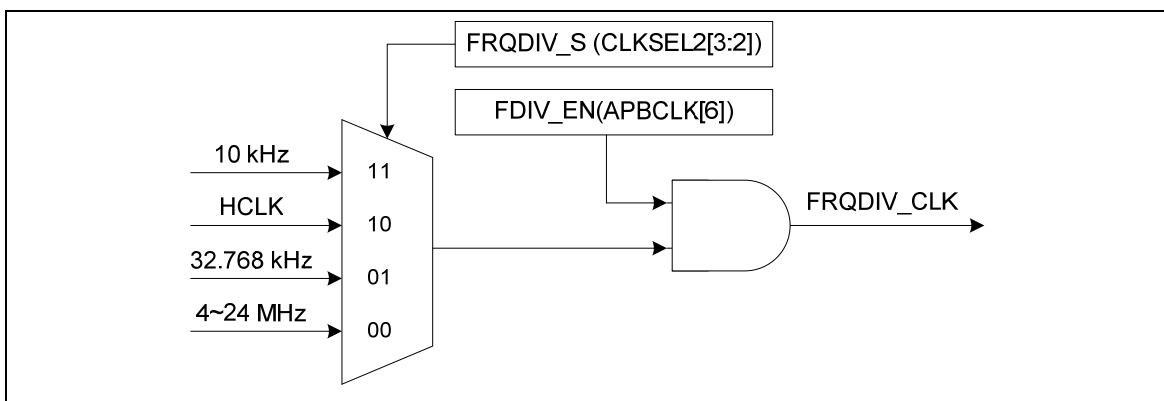 FRQDIV_S (CLKSEL2[3:2])
FDIV_EN(APBCLK[6])
10 kHz
11
HCLK
10
32.768 kHz
01
4~24 MHz
00
FRQDIV_CLK